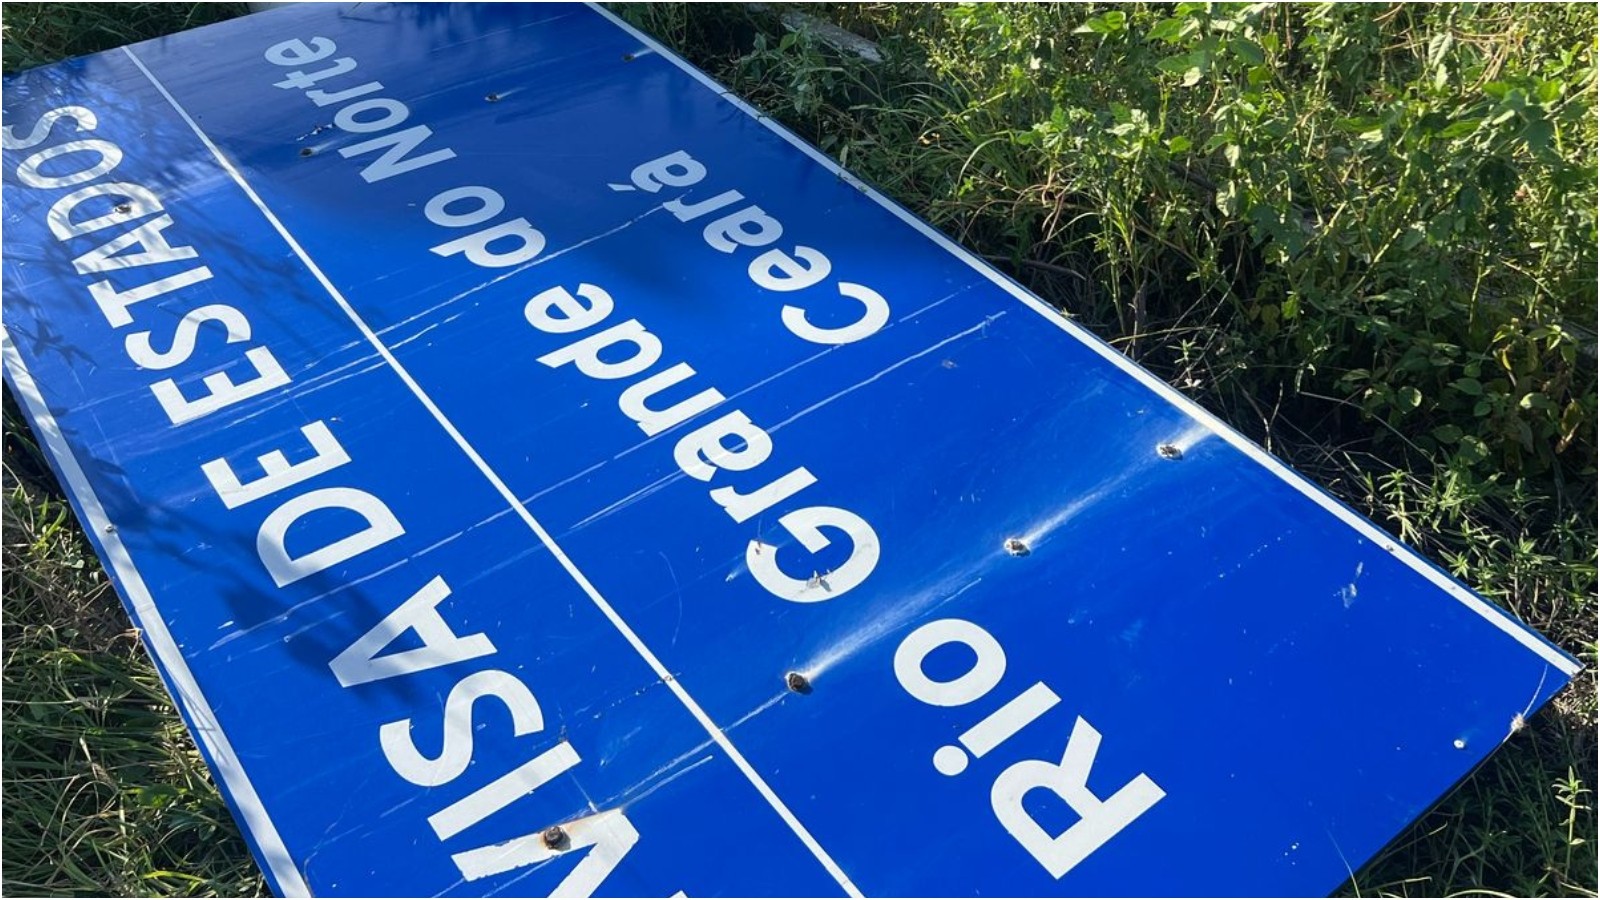 VISA DE ESTADOS
Rio Grande do Norte
Ceará